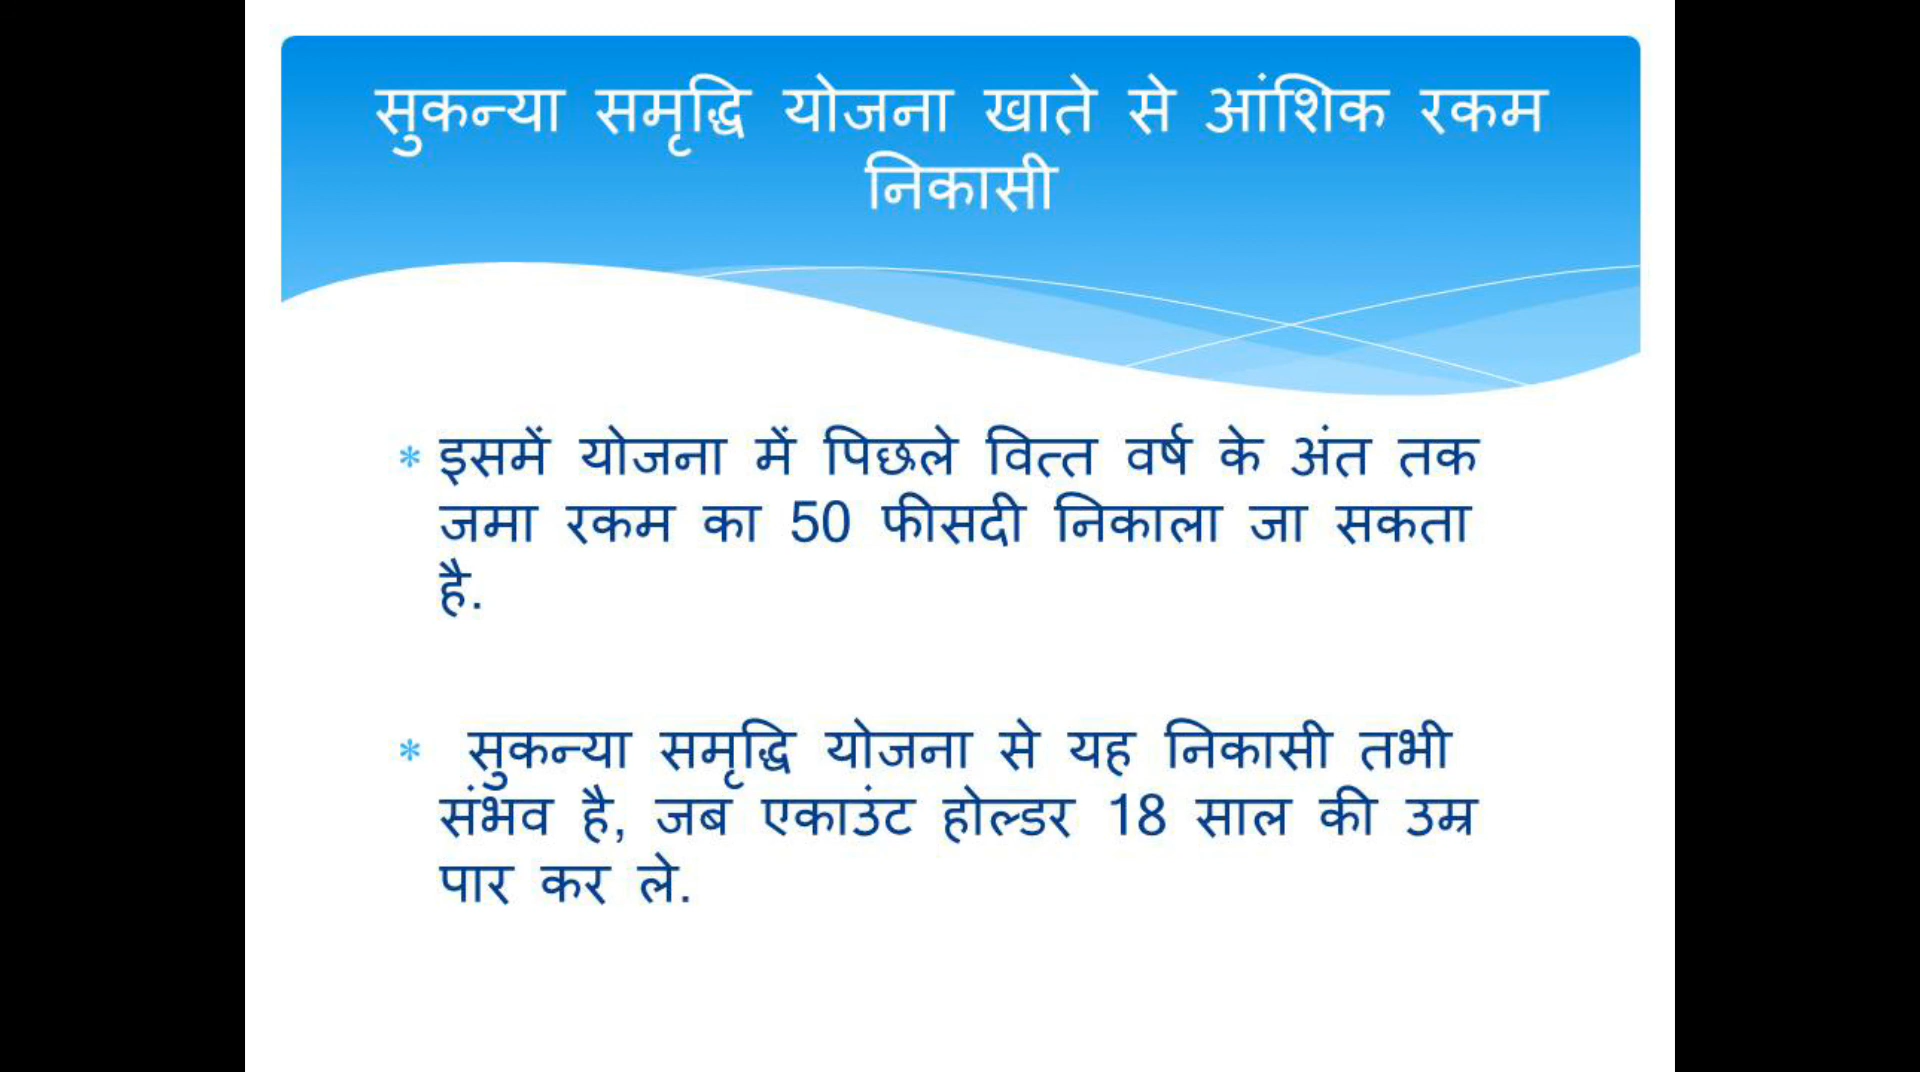 सुकन्या समृद्धि योजना खाते से आंशिक रकम
निकासी
* इसमें योजना में पिछले वित्त वर्ष के अंत तक
जमा रकम का 50 फीसदी निकाला जा सकता
है.
* सुकन्या समृद्धि योजना से यह निकासी तभी
संभव है, जब एकाउंट होल्डर 18 साल की उम्र
पार कर ले.